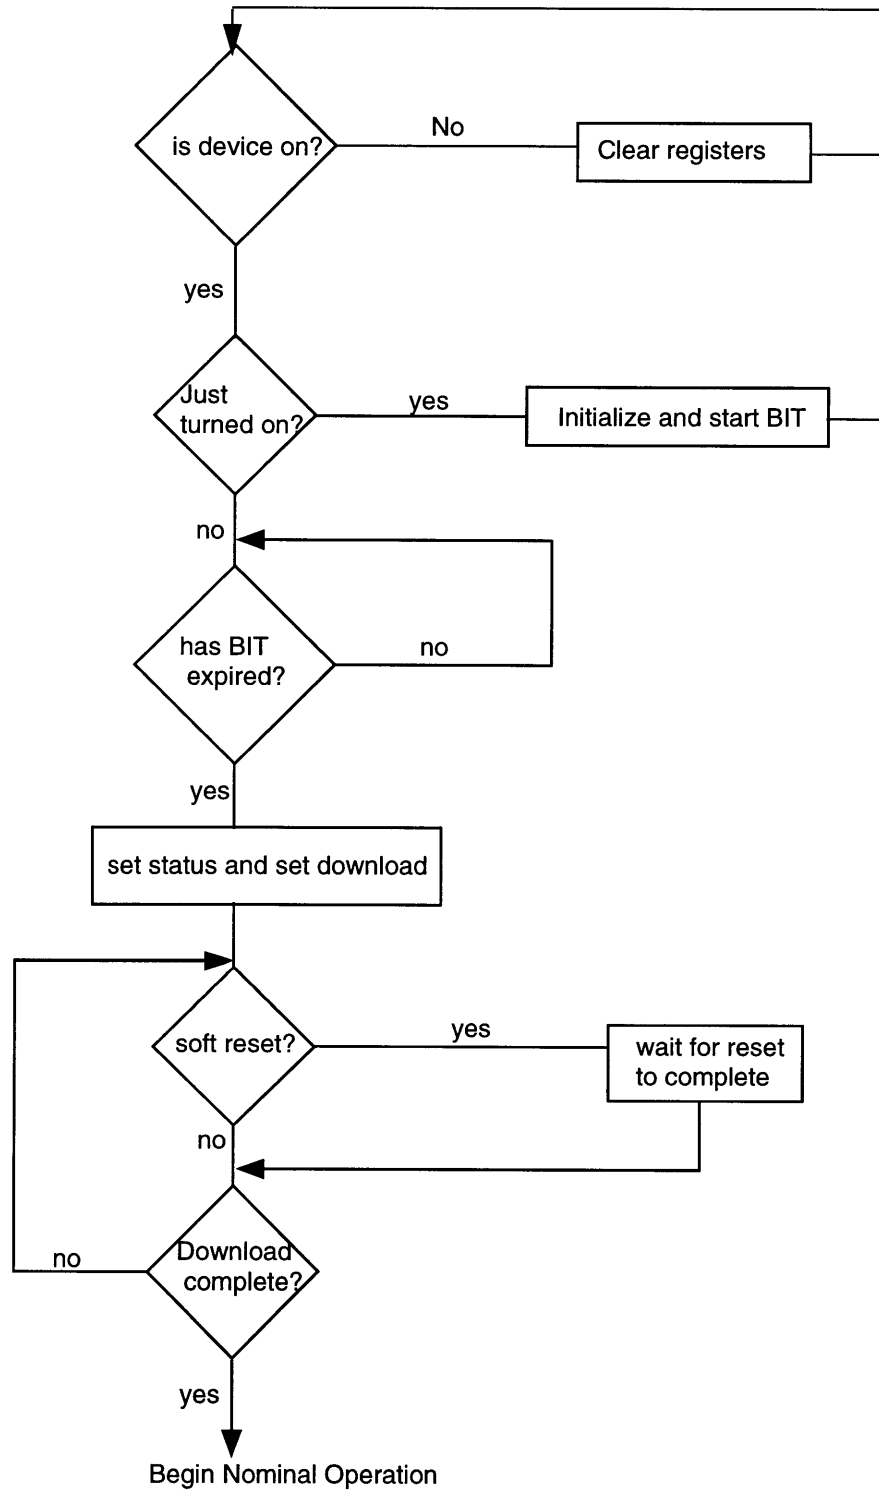 is device on?
No
Clear registers
yes
Just
turned on?
yes
Initialize and start BIT
no
has BIT
expired?
no
yes
set status and set download
soft reset?
yes
wait for reset
to complete
no
Download
complete?
no
yes
Begin Nominal Operation